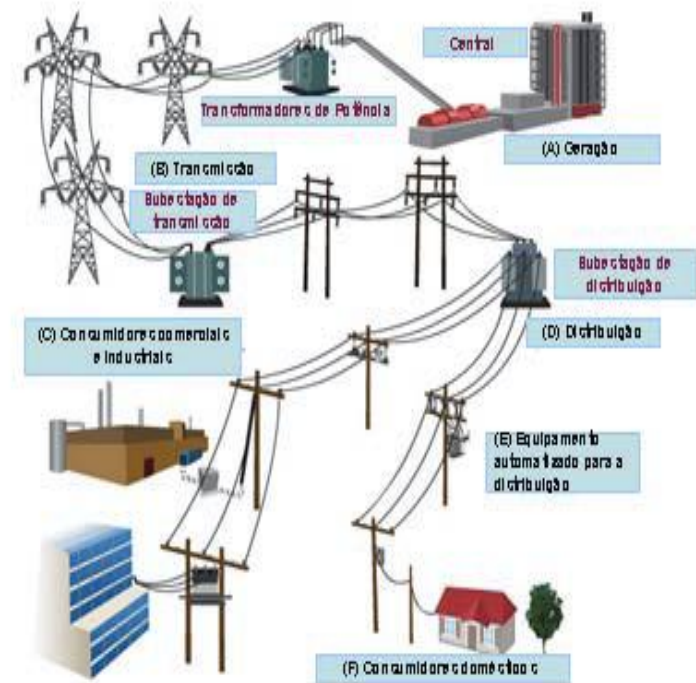 Central
Transformadores de Potência
(A) Geração
(B) Transmissão
Subestação de
transmissão
Subestação de
distribuição
(C) Consumidores comerciais
e industriais
(D) Distribuição
(E) Equipamento
automatizado para a
distribuição
(F) Consumidores domésticos